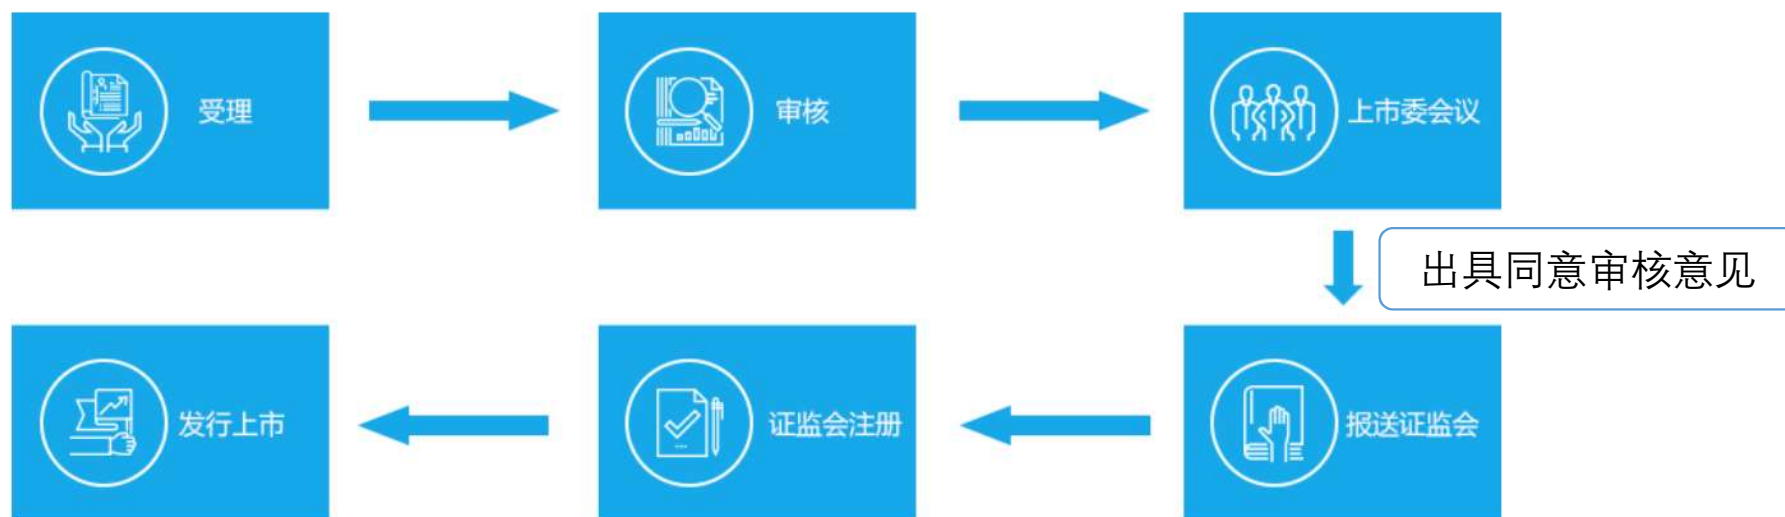 受理
审核
上市委会议
出具同意审核意见
报送证监会
证监会注册
发行上市